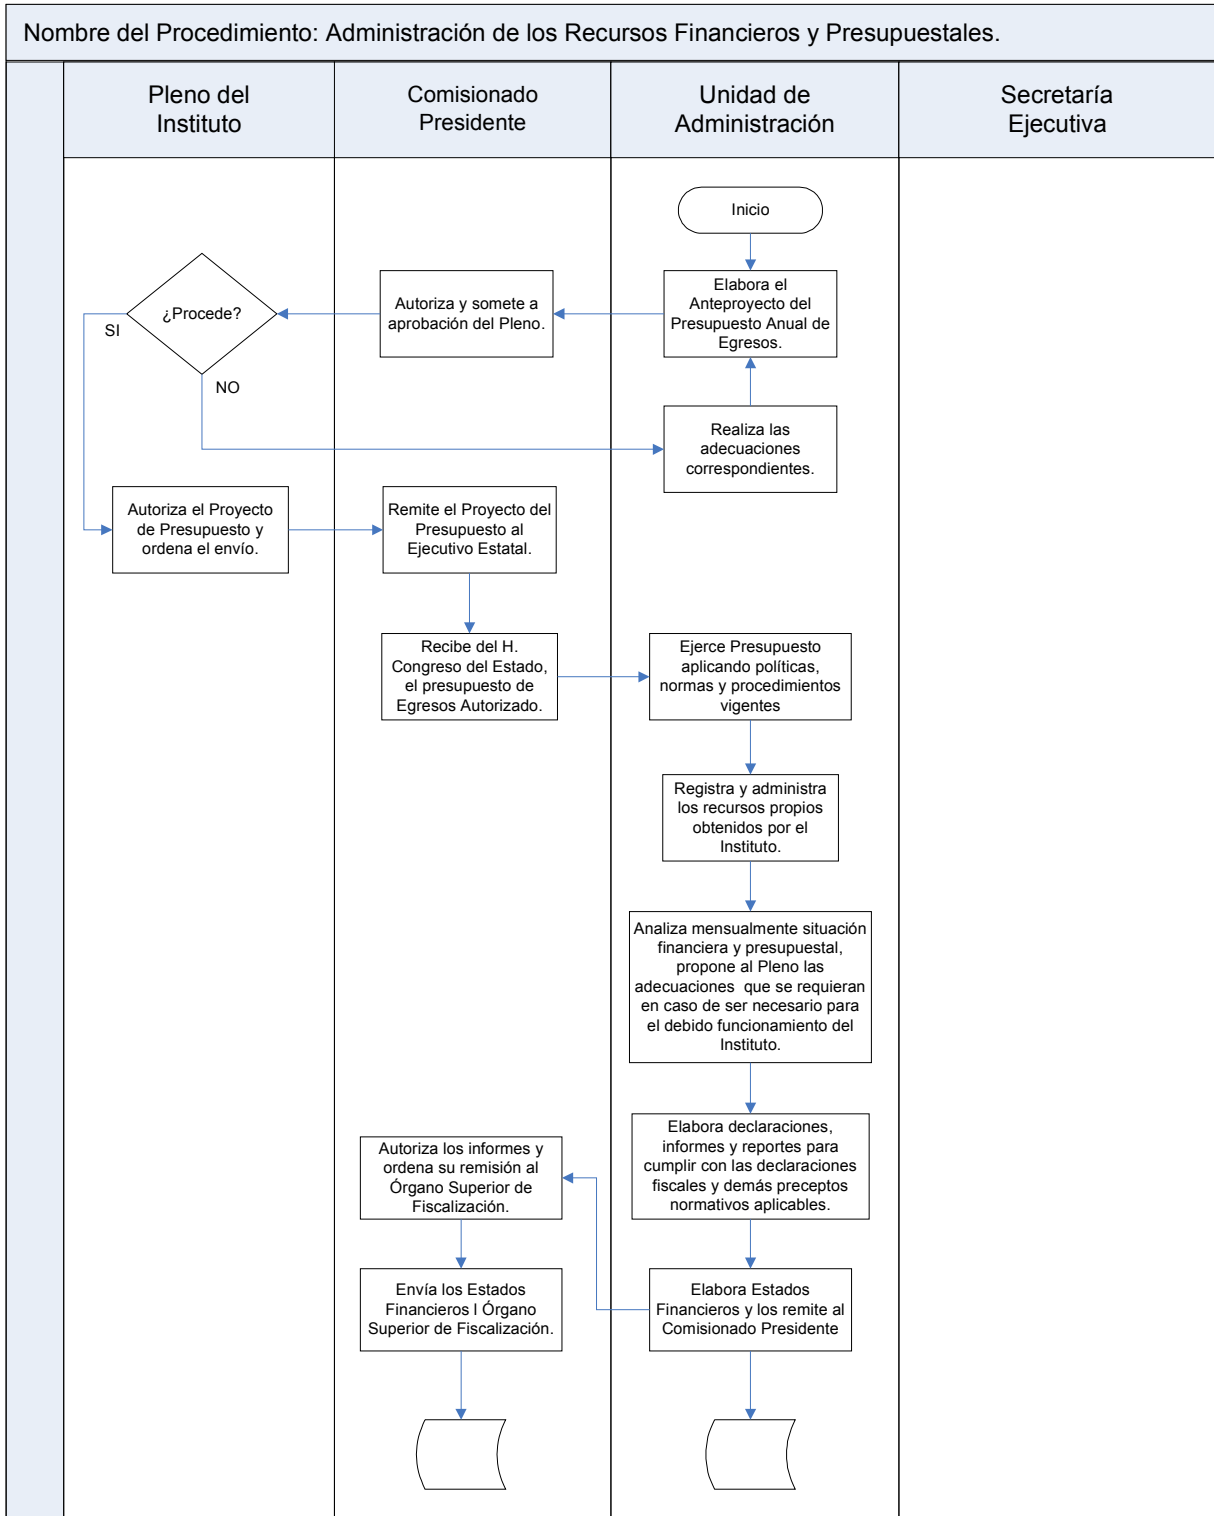 Nombre del Procedimiento: Administración de los Recursos Financieros y Presupuestales.
Pleno del
Instituto
Comisionado
Presidente
Unidad de
Administración
Secretaría
Ejecutiva
Inicio
Elabora el
Anteproyecto del
Presupuesto Anual de
Egresos.
Autoriza y somete a
aprobación del Pleno.
¿Procede?
SI
NO
Realiza las
adecuaciones
correspondientes.
Autoriza el Proyecto
de Presupuesto y
ordena el envío.
Remite el Proyecto del
Presupuesto al
Ejecutivo Estatal.
Recibe del H.
Congreso del Estado,
el presupuesto de
Egresos Autorizado.
Ejerce Presupuesto
aplicando políticas,
normas y procedimientos
vigentes
Registra y administra
los recursos propios
obtenidos por el
Instituto.
Analiza mensualmente situación
financiera y presupuestal,
propone al Pleno las
adecuaciones que se requieran
en caso de ser necesario para
el debido funcionamiento del
Instituto.
Elabora declaraciones,
informes y reportes para
cumplir con las declaraciones
fiscales y demás preceptos
normativos aplicables.
Autoriza los informes y
ordena su remisión al
Órgano Superior de
Fiscalización.
Elabora Estados
Financieros y los remite al
Comisionado Presidente
Envía los Estados
Financieros l Órgano
Superior de Fiscalización.